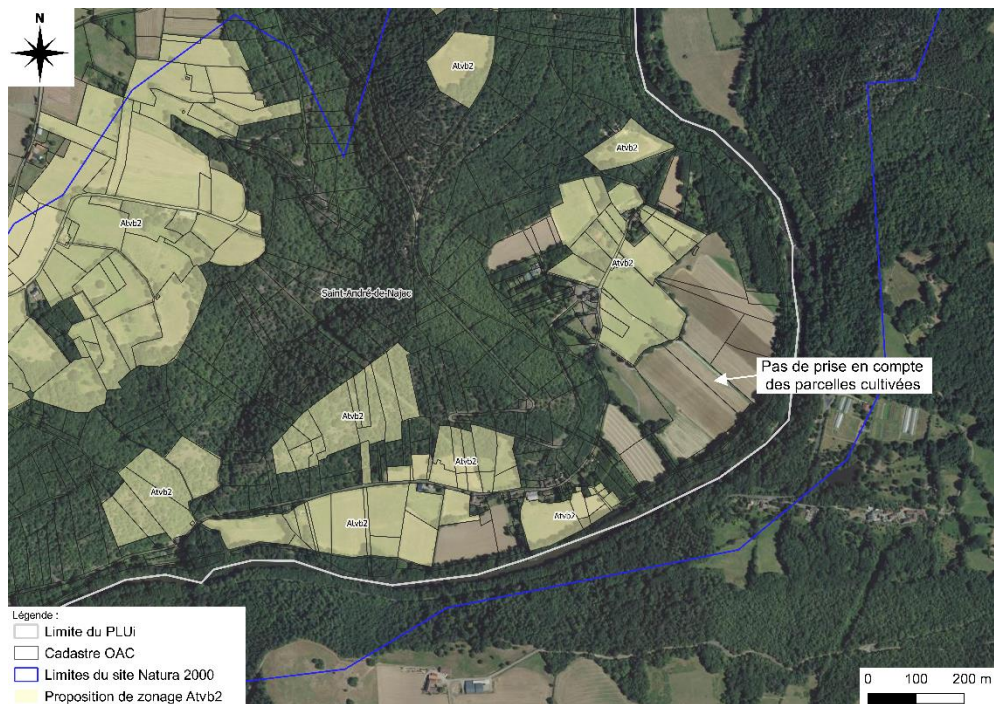 N
Atvb2
Atvb2
Atvb2
Atvb2
Saint-André-de-Najac
Pas de prise en compte
des parcelles cultivées
Atvb2
Atvb2
Atvb2
Atvb2
Atvb2
Légende :
Limite du PLUi
Cadastre OAC
Limites du site Natura 2000
Proposition de zonage Atvb2
0 100 200 m